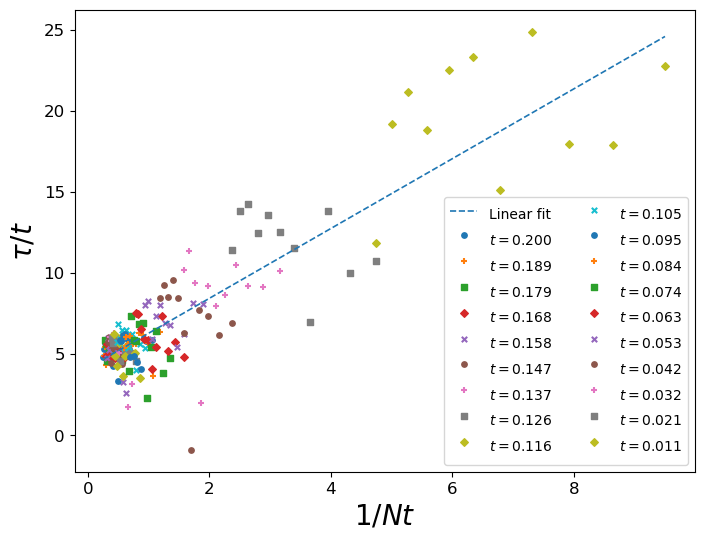 25
20
15
10
5
0
τ/t
0
2
4
6
8
1/Nt
Linear fit
t = 0.200
t = 0.189
t = 0.179
t = 0.168
t = 0.158
t = 0.147
t = 0.137
t = 0.126
t = 0.116
t = 0.105
t = 0.095
t = 0.084
t = 0.074
t = 0.063
t = 0.053
t = 0.042
t = 0.032
t = 0.021
t = 0.011